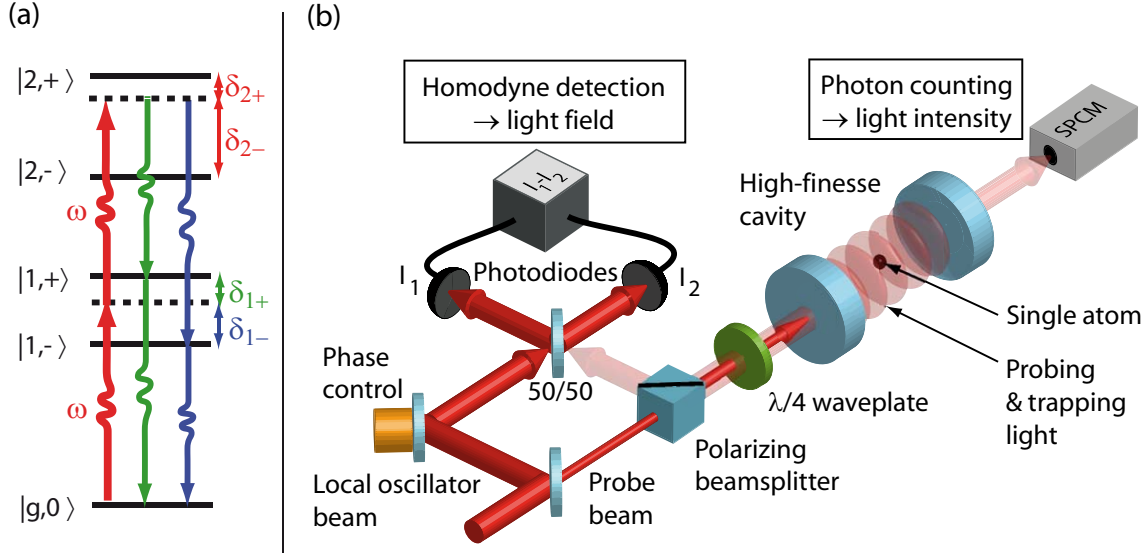 (a)
|2,+ ⟩
δ2+
δ2−
|2,- ⟩
ω
|1,+ ⟩
δ1+
δ1−
|1,- ⟩
ω
|g,0 ⟩
(b)
Homodyne detection
→ light field
Photon counting
→ light intensity
SPCM
I1-I2
High-finesse
cavity
I1
Photodiodes
I2
Single atom
Phase
control
50/50
λ/4 waveplate
Probing
& trapping
light
Polarizing
beamsplitter
Local oscillator
beam
Probe
beam